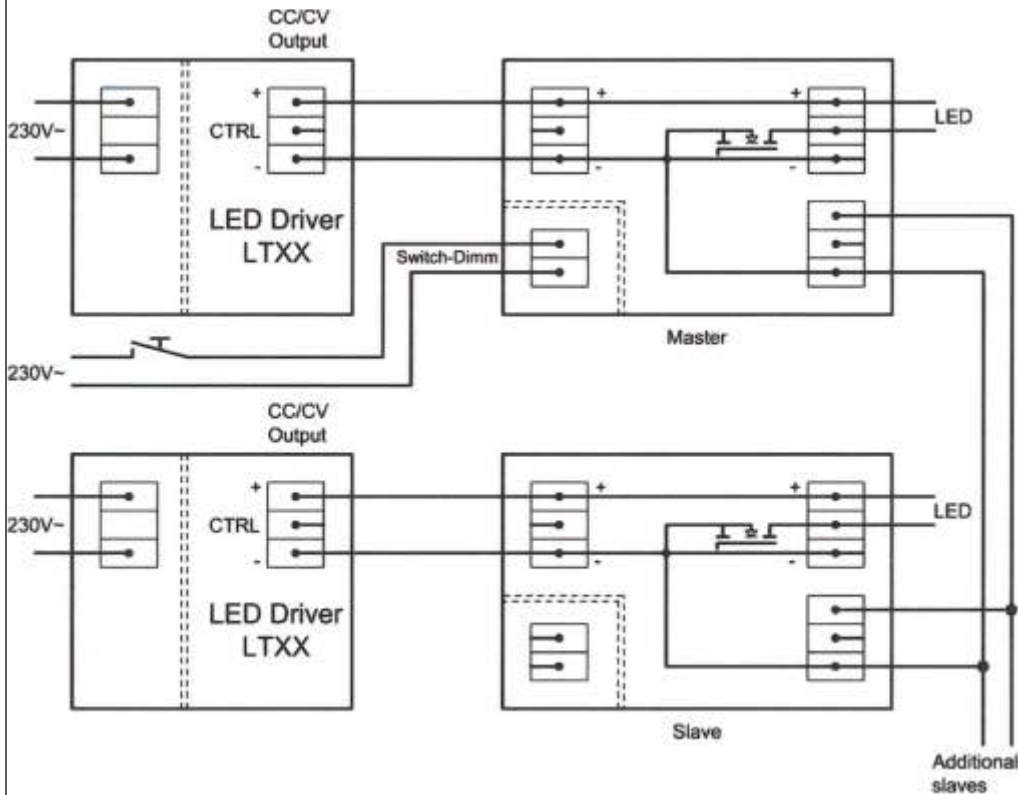 CC/CV
Output
+
+
+
230V~
CTRL
LED
-
-
-
LED Driver
LTXX
Switch-Dimm
Master
230V~
CC/CV
Output
+
+
+
230V~
CTRL
LED
-
-
-
LED Driver
LTXX
Slave
Additional
slaves